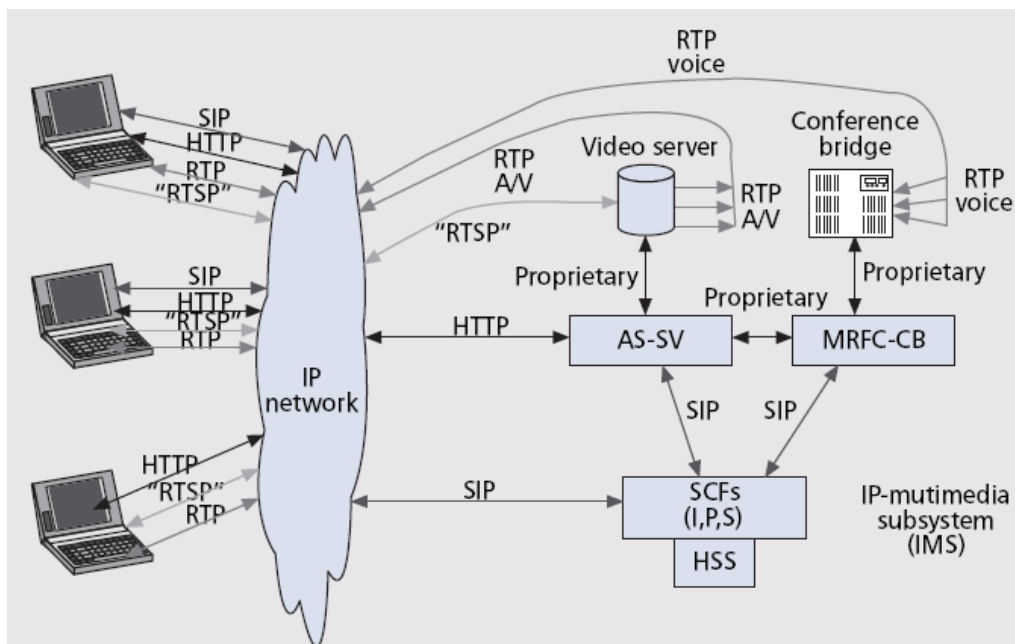 RTP
voice
SIP
HTTP
RTP
"RTSP"
RTP
A/V
Video server
Conference
bridge
RTP
A/V
RTP
voice
"RTSP"
SIP
HTTP
"RTSP"
RTP
Proprietary
Proprietary
Proprietary
HTTP
AS-SV
MRFC-CB
IP
network
SIP
SIP
HTTP
"RTSP"
RTP
SIP
SCFs
(I,P,S)
HSS
IP-mutimedia
subsystem
(IMS)